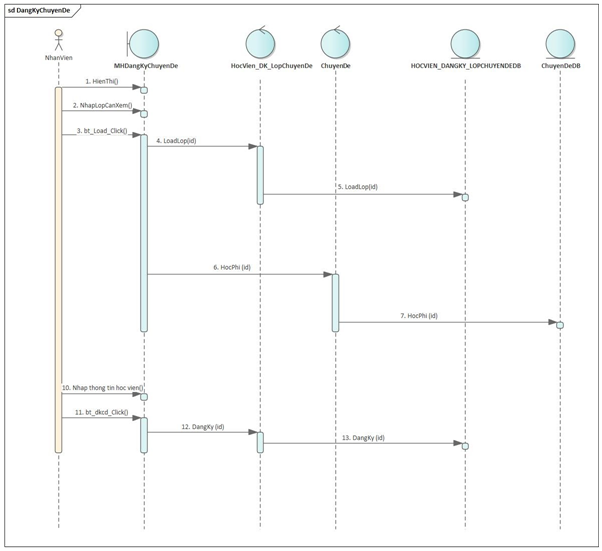 sd DangKyChuyenDe
NhanVien
MHDangKyChuyenDe
HocVien_DK_LopChuyenDe
ChuyenDe
HOCVIEN_DANGKY_LOPCHUYENDEDB
ChuyenDeDB
1. HienThi()
2. NhapLopCanXem()
3. bt_Load_Click()
4. LoadLop(id)
5. LoadLop(id)
6. HocPhi (id)
7. HocPhi (id)
10. Nhap thong tin hoc vien()
11. bt_dkcd_Click()
12. DangKy (id)
13. DangKy (id)